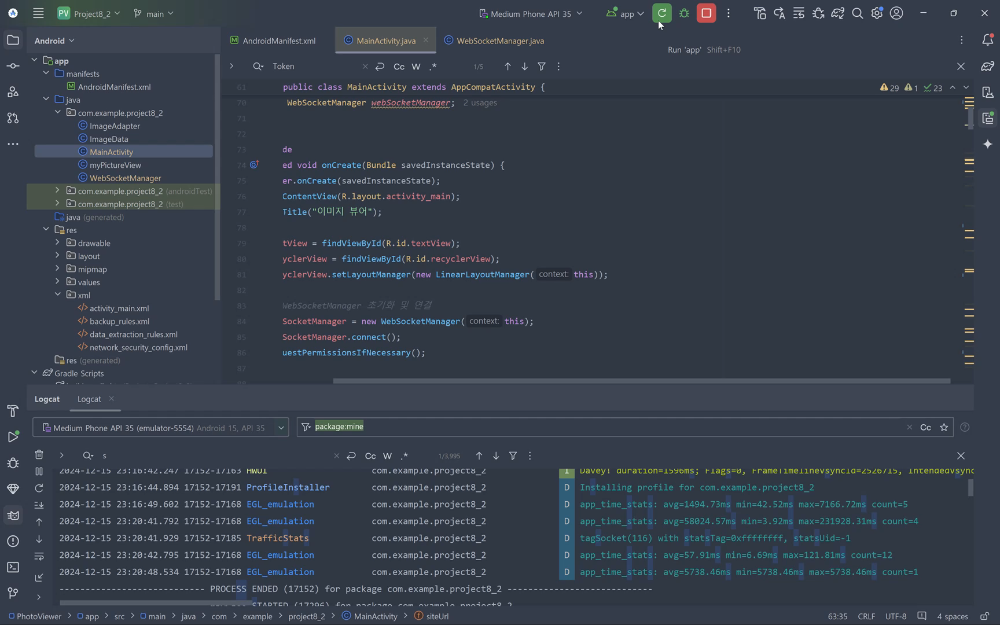 PV Project8_2 main Medium Phone API 35 app
Android AndroidManifest.xml MainActivity.java WebSocketManager.java
Run 'app' Shift+F10
Token Cc W .* 1/5
app
manifests
AndroidManifest.xml
java
com.example.project8_2
ImageAdapter
ImageData
MainActivity
myPictureView
WebSocketManager
com.example.project8_2 (androidTest)
com.example.project8_2 (test)
java (generated)
res
drawable
layout
mipmap
values
xml
activity_main.xml
backup_rules.xml
data_extraction_rules.xml
network_security_config.xml
res (generated)
Gradle Scripts
61 public class MainActivity extends AppCompatActivity { 29 1 23
70 WebSocketManager webSocketManager; 2 usages
71
72
73 de
74 ed void onCreate(Bundle savedInstanceState) {
75 er.onCreate(savedInstanceState);
76 ContentView(R.layout.activity_main);
77 Title("이미지 뷰어");
78
79 tView = findViewById(R.id.textView);
80 yclerView = findViewById(R.id.recyclerView);
81 yclerView.setLayoutManager(new LinearLayoutManager( context: this));
82
83 WebSocketManager 초기화 및 연결
84 SocketManager = new WebSocketManager( context: this);
85 SocketManager.connect();
86 uestPermissionsIfNecessary();
87
Logcat Logcat
Medium Phone API 35 (emulator-5554) Android 15, API 35 package:mine Cc
s Cc W .* 1/3,995
2024-12-15 23:16:42.247 17152-17163 HWUI com.example.project8_2 I Davey! duration=1596ms; Flags=0, FrameTimelineVsyncId=2526715, IntendedVsync
2024-12-15 23:16:44.894 17152-17191 ProfileInstaller com.example.project8_2 D Installing profile for com.example.project8_2
2024-12-15 23:16:49.602 17152-17168 EGL_emulation com.example.project8_2 D app_time_stats: avg=1494.73ms min=42.52ms max=7166.72ms count=5
2024-12-15 23:20:41.792 17152-17168 EGL_emulation com.example.project8_2 D app_time_stats: avg=58024.57ms min=3.92ms max=231928.31ms count=4
2024-12-15 23:20:41.929 17152-17185 TrafficStats com.example.project8_2 D tagSocket(116) with statsTag=0xffffffff, statsUid=-1
2024-12-15 23:20:42.795 17152-17168 EGL_emulation com.example.project8_2 D app_time_stats: avg=57.91ms min=6.69ms max=121.81ms count=12
2024-12-15 23:20:48.534 17152-17168 EGL_emulation com.example.project8_2 D app_time_stats: avg=5738.46ms min=5738.46ms max=5738.46ms count=1
--------------------------- PROCESS ENDED (17152) for package com.example.project8_2 ---------------------------
STARTED (17296) for package com.example.project8_2
PhotoViewer app src main java com example project8_2 MainActivity siteUrl 63:35 CRLF UTF-8 4 spaces